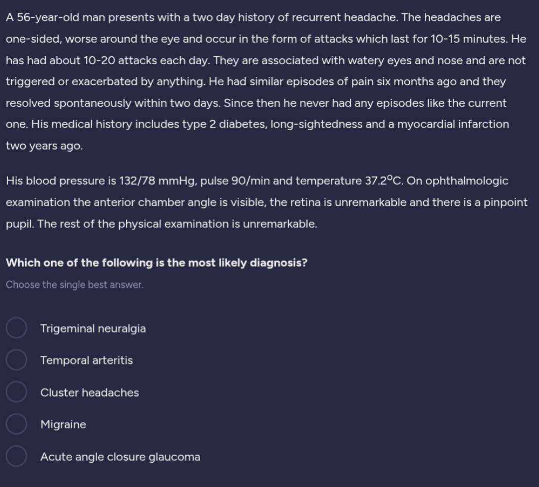 A 56-year-old man presents with a two day history of recurrent headache. The headaches are
one-sided, worse around the eye and occur in the form of attacks which last for 10-15 minutes. He
has had about 10-20 attacks each day. They are associated with watery eyes and nose and are not
triggered or exacerbated by anything. He had similar episodes of pain six months ago and they
resolved spontaneously within two days. Since then he never had any episodes like the current
one. His medical history includes type 2 diabetes, long-sightedness and a myocardial infarction
two years ago.
His blood pressure is 132/78 mmHg, pulse 90/min and temperature 37.2°C. On ophthalmologic
examination the anterior chamber angle is visible, the retina is unremarkable and there is a pinpoint
pupil. The rest of the physical examination is unremarkable.
Which one of the following is the most likely diagnosis?
Choose the single best answer.
Trigeminal neuralgia
Temporal arteritis
Cluster headaches
Migraine
Acute angle closure glaucoma